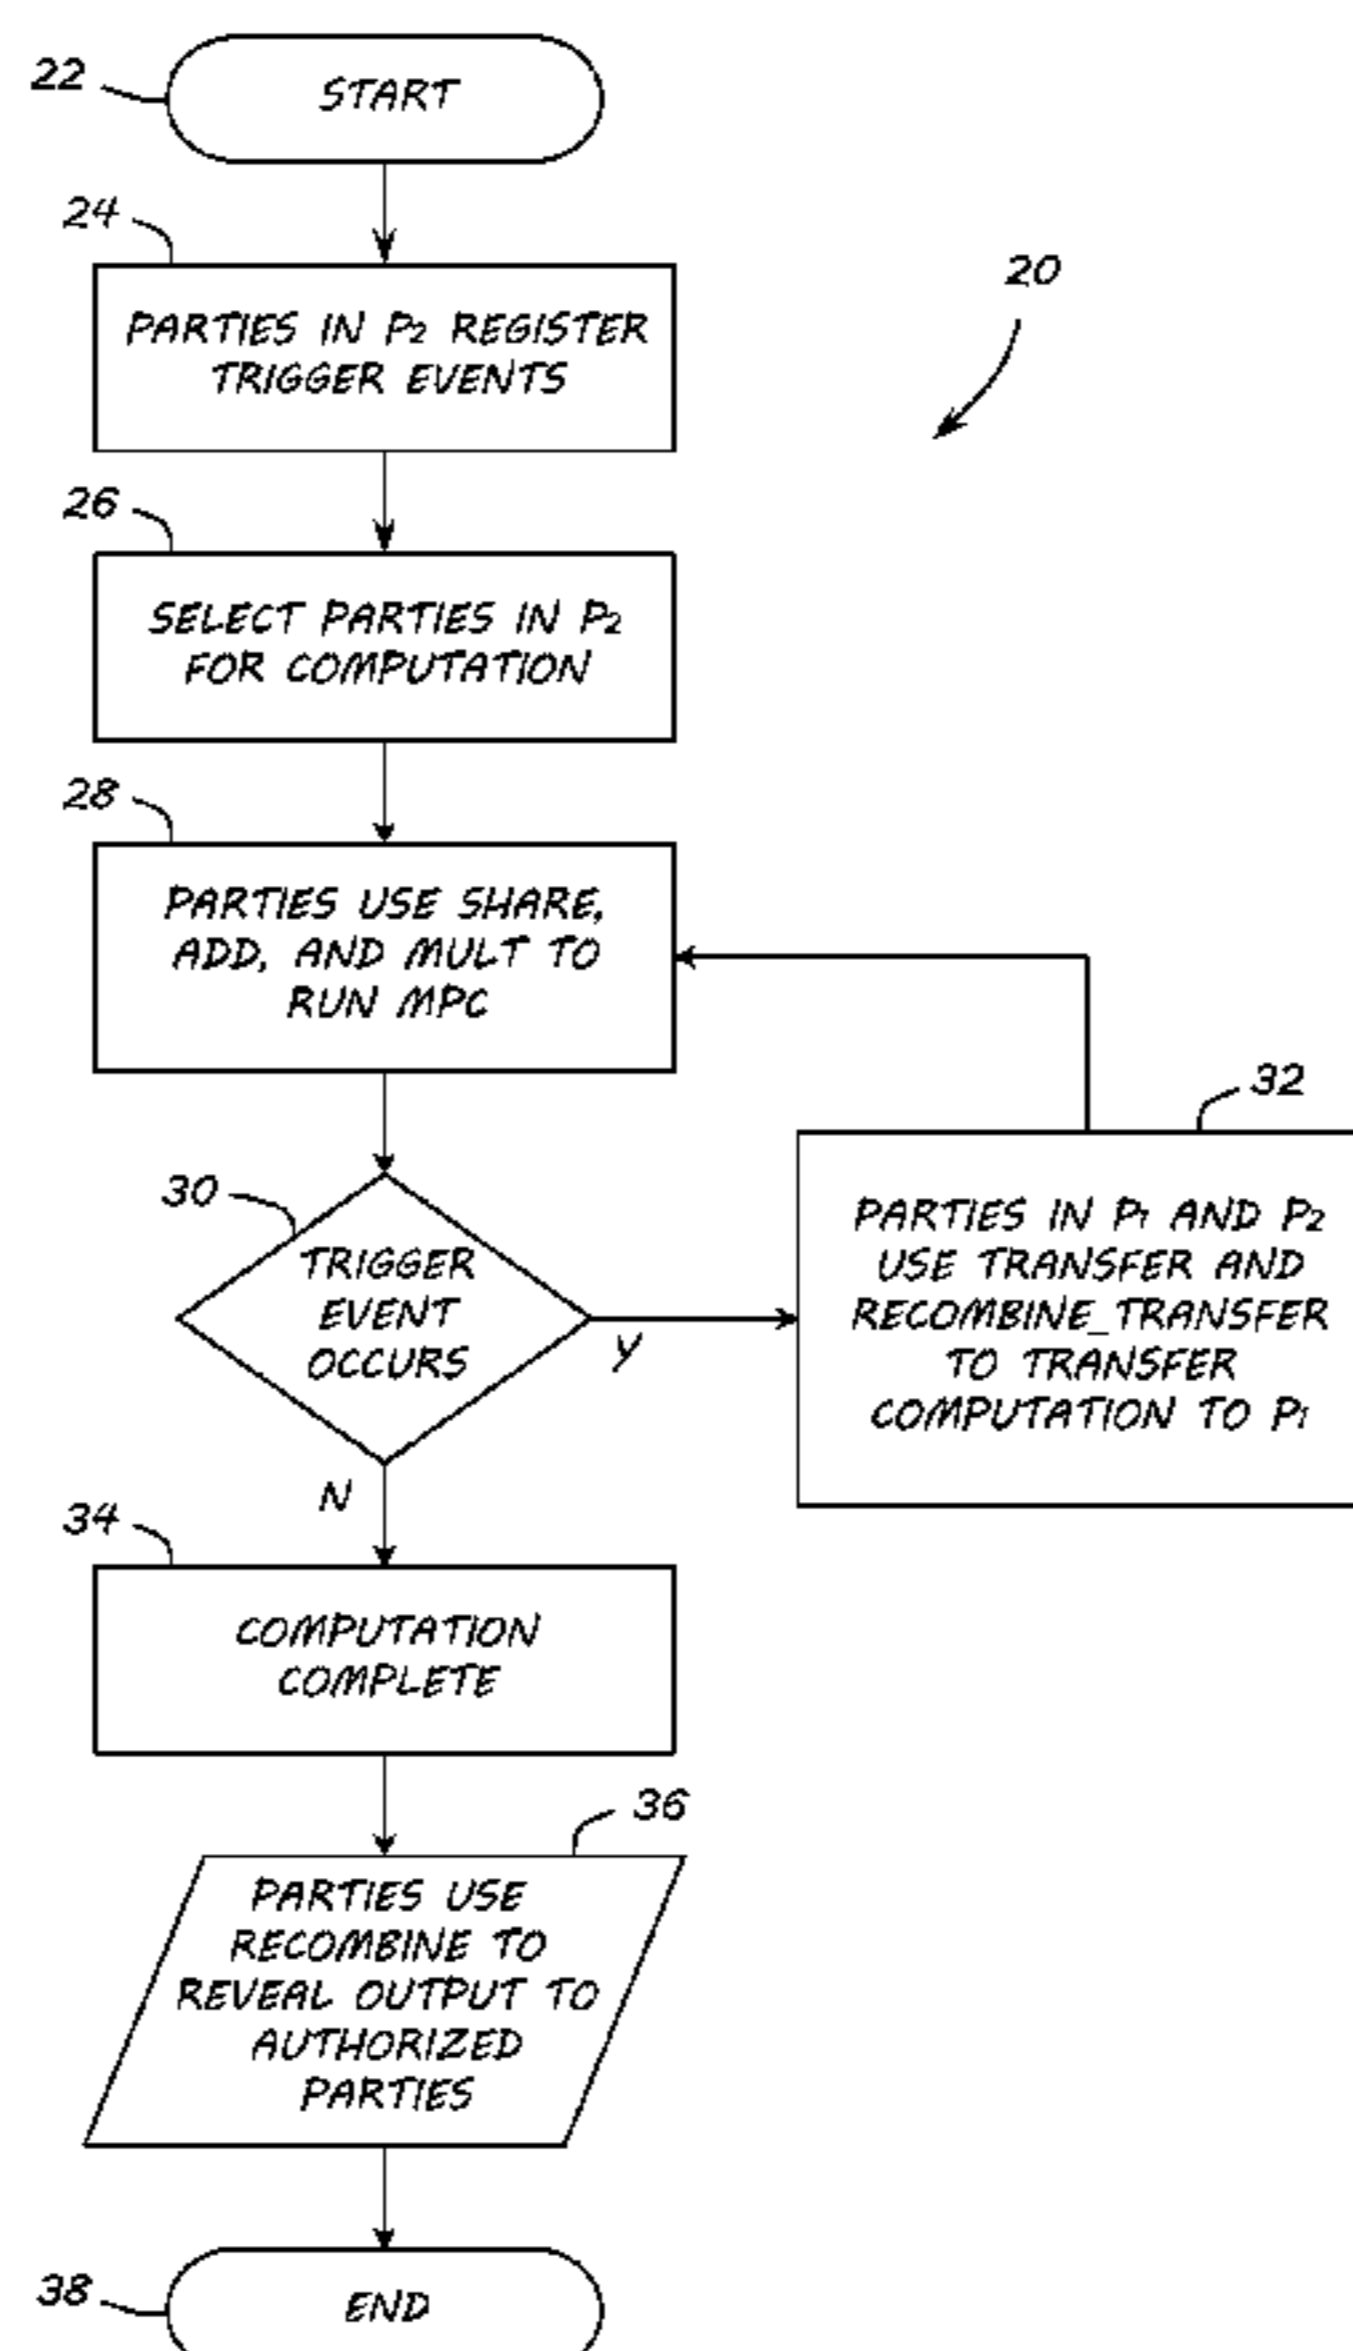 22
START
24
PARTIES IN P2 REGISTER
TRIGGER EVENTS
20
26
SELECT PARTIES IN P2
FOR COMPUTATION
28
PARTIES USE SHARE,
ADD, AND MULT TO
RUN MPC
32
PARTIES IN P1 AND P2
USE TRANSFER AND
RECOMBINE_TRANSFER
TO TRANSFER
COMPUTATION TO P1
30
TRIGGER
EVENT
OCCURS
Y
N
34
COMPUTATION
COMPLETE
36
PARTIES USE
RECOMBINE TO
REVEAL OUTPUT TO
AUTHORIZED
PARTIES
38
END